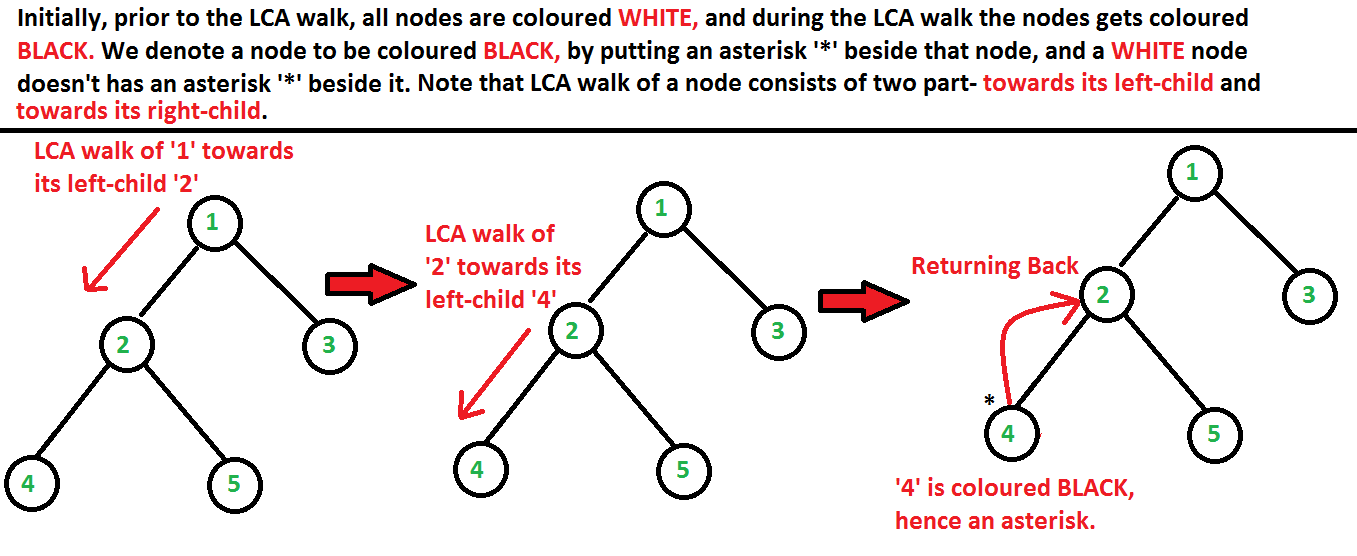 Initially, prior to the LCA walk, all nodes are coloured WHITE, and during the LCA walk the nodes gets coloured
BLACK. We denote a node to be coloured BLACK, by putting an asterisk '*' beside that node, and a WHITE node
doesn't has an asterisk '*' beside it. Note that LCA walk of a node consists of two part- towards its left-child and
towards its right-child.
LCA walk of '1' towards
its left-child '2'
1
2
3
4
5
LCA walk of
'2' towards its
left-child '4'
1
2
3
4
5
Returning Back
1
2
3
*
4
5
'4' is coloured BLACK,
hence an asterisk.